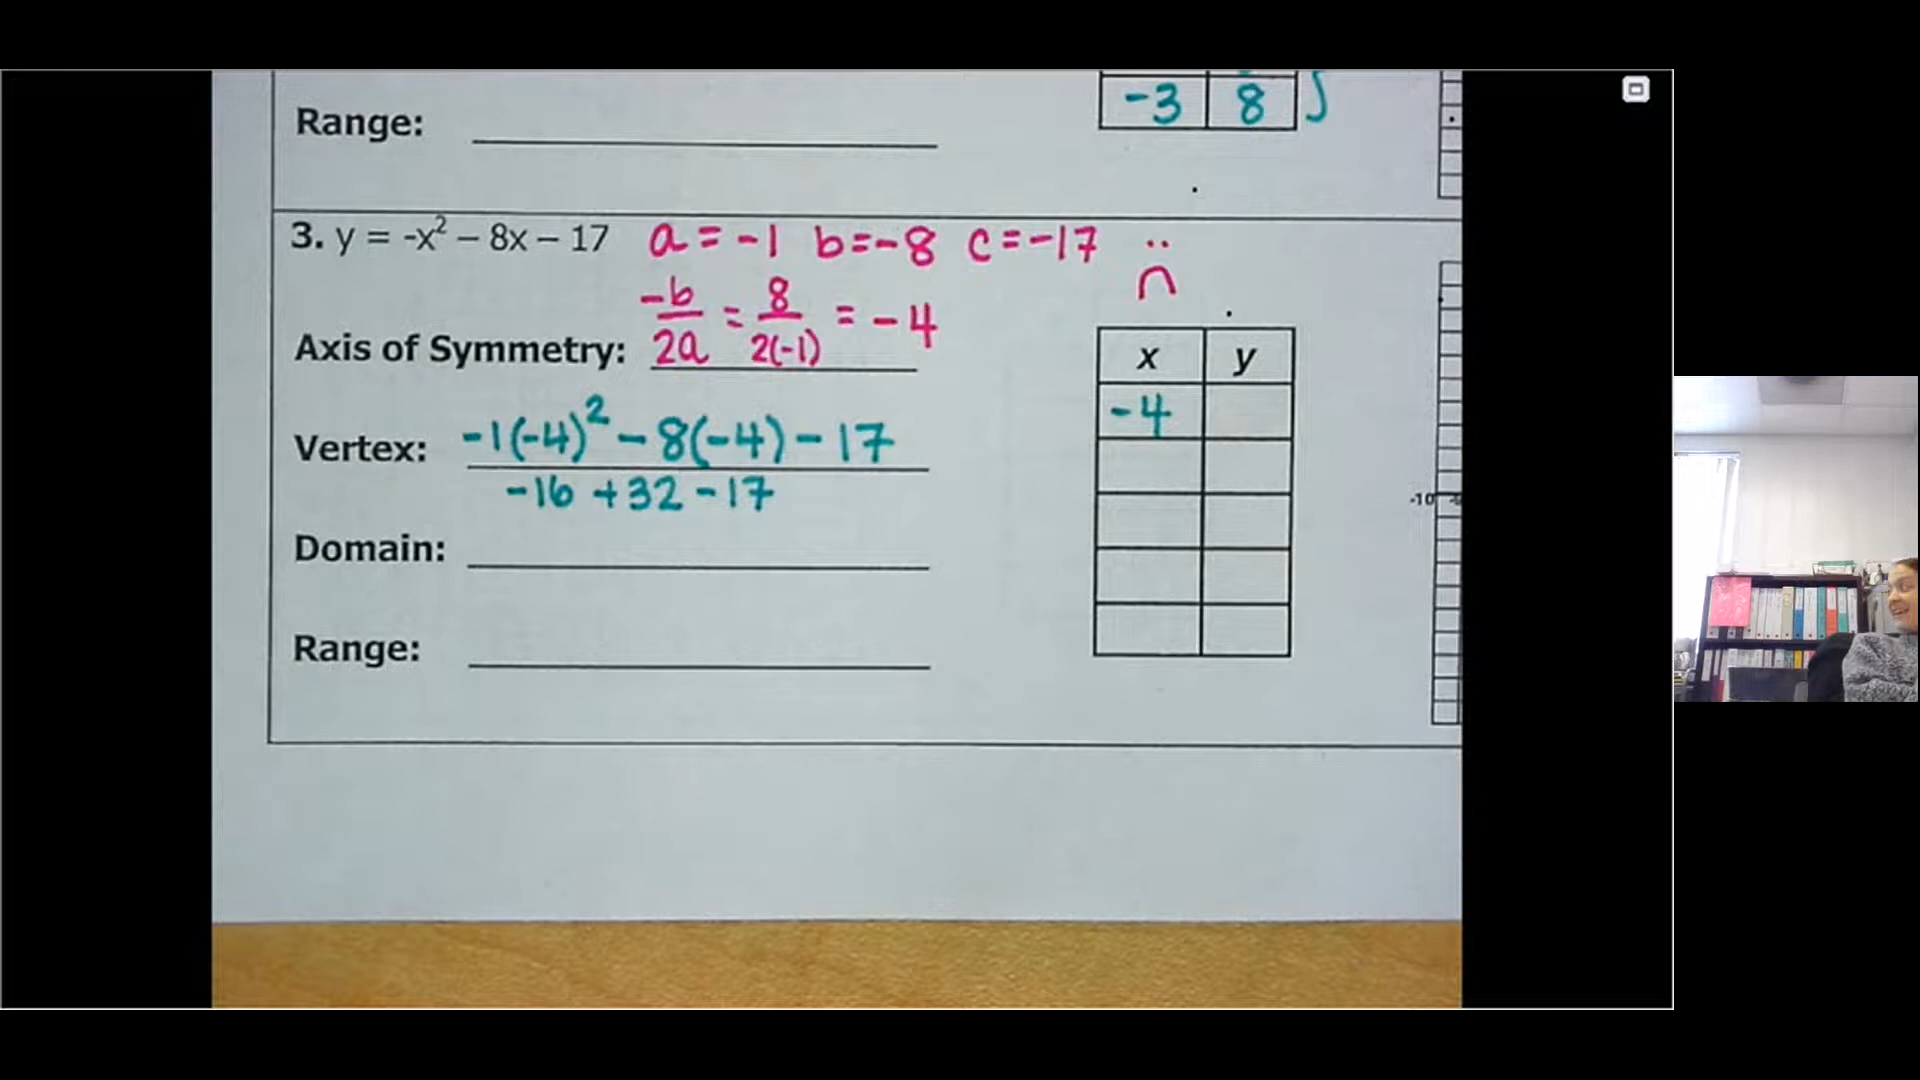 -3 8
Range:
3. y = -x² – 8x – 17 a = -1 b=-8 c=-17
-b/2a = 8/2(-1) = -4
Axis of Symmetry:
x y
-4
Vertex: -1(-4)² - 8(-4) - 17
-16 +32 -17
-10
Domain:
Range: